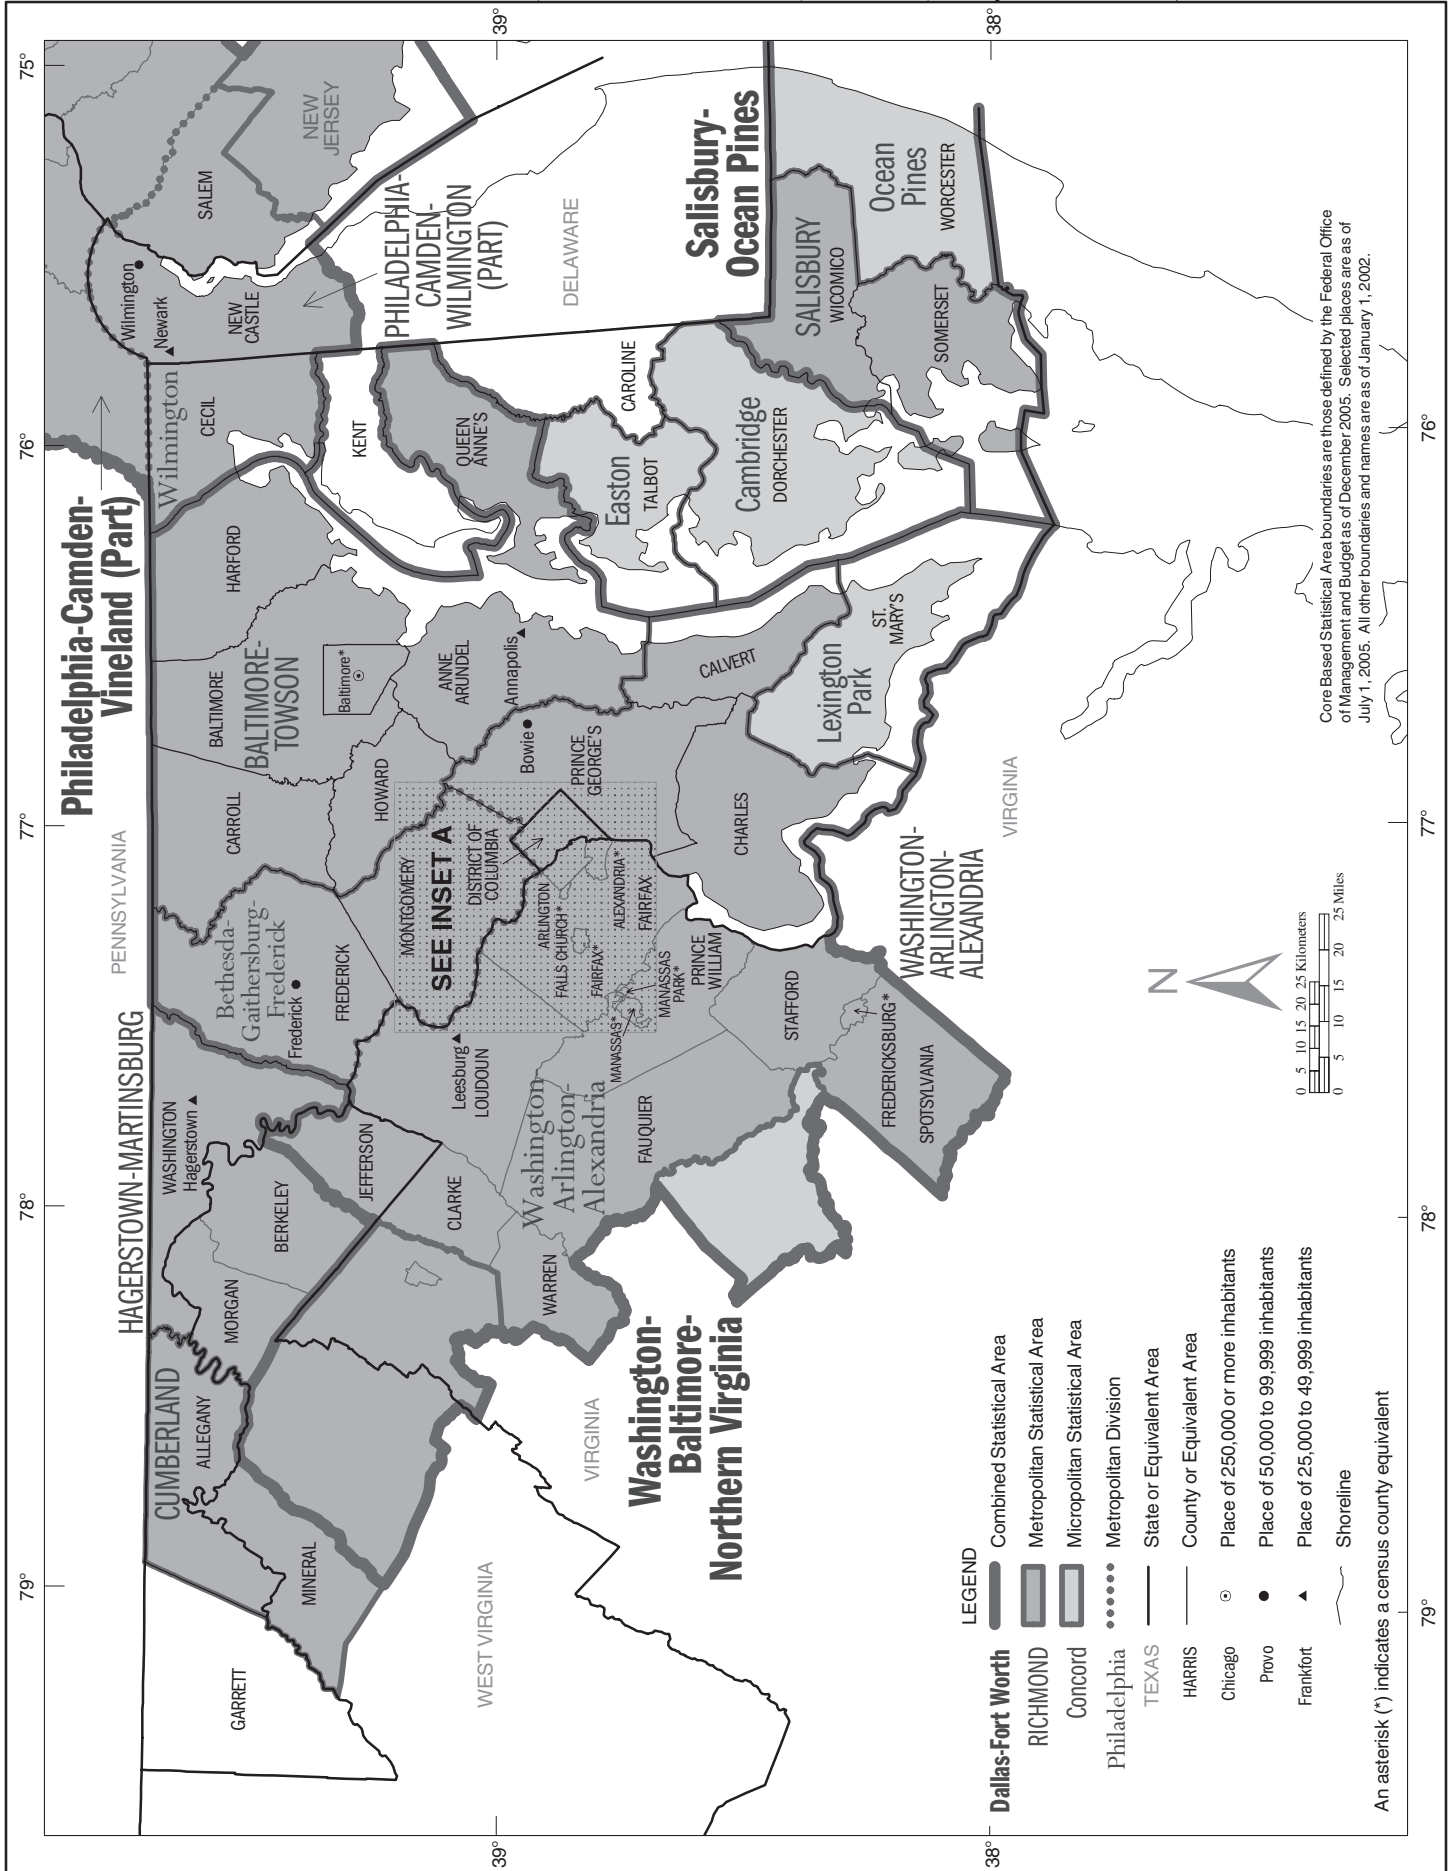 79°
78°
77°
76°
75°
39°
38°
39°
38°
79°
78°
77°
76°
PENNSYLVANIA
Philadelphia-Camden-
Vineland (Part)
HAGERSTOWN-MARTINSBURG
CUMBERLAND
ALLEGANY
GARRETT
MINERAL
MORGAN
WASHINGTON
Hagerstown
BERKELEY
JEFFERSON
CLARKE
WARREN
Bethesda-
Gaithersburg-
Frederick
Frederick
FREDERICK
CARROLL
BALTIMORE
BALTIMORE-
TOWSON
HARFORD
Baltimore*
HOWARD
ANNE
ARUNDEL
Annapolis
Wilmington
CECIL
Wilmington
Newark
NEW
CASTLE
SALEM
NEW
JERSEY
PHILADELPHIA-
CAMDEN-
WILMINGTON
(PART)
DELAWARE
KENT
QUEEN
ANNE'S
CAROLINE
Easton
TALBOT
Cambridge
DORCHESTER
Salisbury-
Ocean Pines
SALISBURY
WICOMICO
Ocean
Pines
WORCESTER
SOMERSET
MONTGOMERY
SEE INSET A
DISTRICT OF
COLUMBIA
Bowie
PRINCE
GEORGE'S
Leesburg
LOUDOUN
ARLINGTON
FALLS CHURCH*
FAIRFAX*
ALEXANDRIA*
FAIRFAX
MANASSAS*
MANASSAS
PARK*
PRINCE
WILLIAM
Washington-
Arlington-
Alexandria
FAUQUIER
STAFFORD
FREDERICKSBURG*
SPOTSYLVANIA
CHARLES
CALVERT
ST.
MARY'S
Lexington
Park
WASHINGTON-
ARLINGTON-
ALEXANDRIA
VIRGINIA
VIRGINIA
WEST VIRGINIA
Washington-
Baltimore-
Northern Virginia
LEGEND
Dallas-Fort Worth Combined Statistical Area
RICHMOND Metropolitan Statistical Area
Concord Micropolitan Statistical Area
Philadelphia Metropolitan Division
TEXAS State or Equivalent Area
HARRIS County or Equivalent Area
Chicago Place of 250,000 or more inhabitants
Provo Place of 50,000 to 99,999 inhabitants
Frankfort Place of 25,000 to 49,999 inhabitants
Shoreline
An asterisk (*) indicates a census county equivalent
N
0 5 10 15 20 25 Kilometers
0 5 10 15 20 25 Miles
Core Based Statistical Area boundaries are those defined by the Federal Office
of Management and Budget as of December 2005. Selected places are as of
July 1, 2005. All other boundaries and names are as of January 1, 2002.